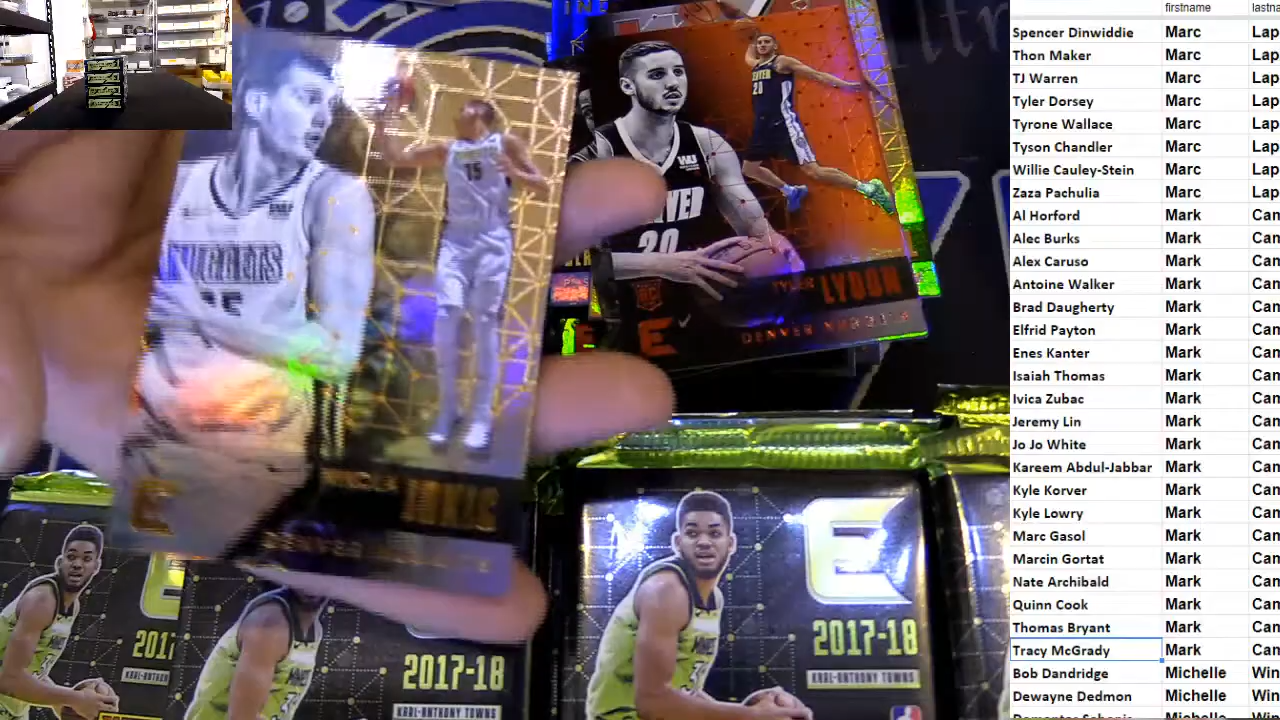 firstname lastna
Spencer Dinwiddie Marc Lap
Thon Maker Marc Lap
TJ Warren Marc Lap
Tyler Dorsey Marc Lap
Tyrone Wallace Marc Lap
Tyson Chandler Marc Lap
Willie Cauley-Stein Marc Lap
Zaza Pachulia Marc Lap
Al Horford Mark Can
Alec Burks Mark Can
Alex Caruso Mark Can
Antoine Walker Mark Can
Brad Daugherty Mark Can
Elfrid Payton Mark Can
Enes Kanter Mark Can
Isaiah Thomas Mark Can
Ivica Zubac Mark Can
Jeremy Lin Mark Can
Jo Jo White Mark Can
Kareem Abdul-Jabbar Mark Can
Kyle Korver Mark Can
Kyle Lowry Mark Can
Marc Gasol Mark Can
Marcin Gortat Mark Can
Nate Archibald Mark Can
Quinn Cook Mark Can
Thomas Bryant Mark Can
Tracy McGrady Mark Can
Bob Dandridge Michelle Win
Dewayne Dedmon Michelle Win
WU
20
20
RC
TYLER LYDON
E
DENVER NUGGETS
15
E
E
2017-18
KARL-ANTHONY TOWNS
2017-18
KARL-ANTHONY TOWNS
E
2017
KARL-ANTHON